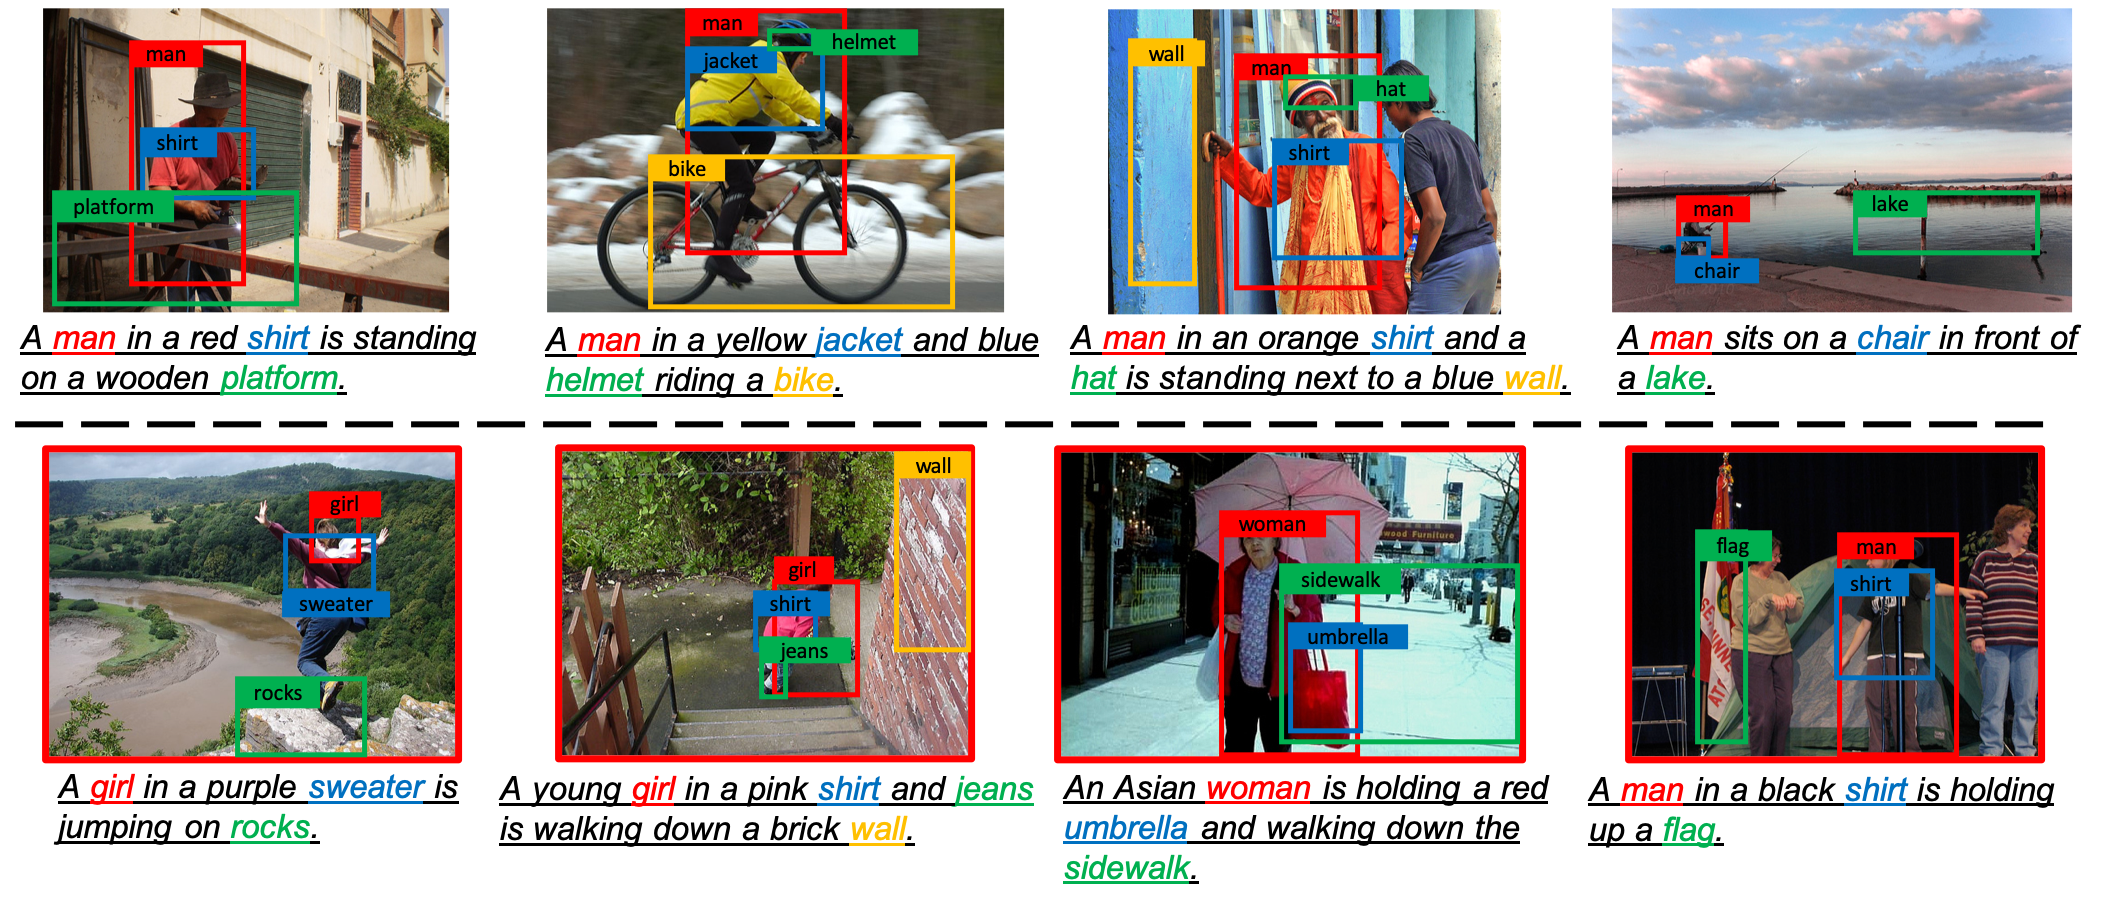 man
shirt
platform
A man in a red shirt is standing
on a wooden platform.
man
helmet
jacket
bike
A man in a yellow jacket and blue
helmet riding a bike.
wall
man
hat
shirt
A man in an orange shirt and a
hat is standing next to a blue wall.
man
lake
chair
A man sits on a chair in front of
a lake.
girl
sweater
rocks
A girl in a purple sweater is
jumping on rocks.
wall
girl
shirt
jeans
A young girl in a pink shirt and jeans
is walking down a brick wall.
woman
wood Furniture
sidewalk
umbrella
An Asian woman is holding a red
umbrella and walking down the
sidewalk.
flag
man
shirt
A man in a black shirt is holding
up a flag.